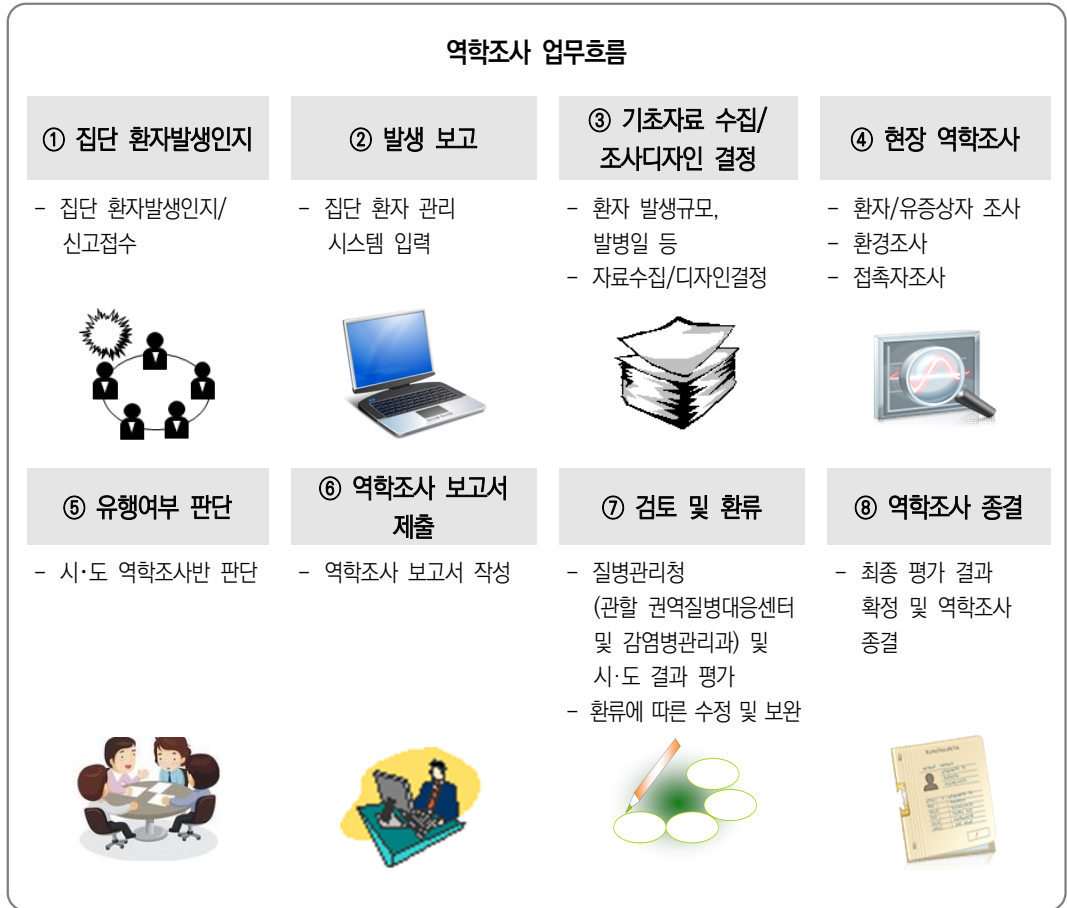 역학조사 업무흐름
① 집단 환자발생인지
- 집단 환자발생인지/
신고접수
② 발생 보고
- 집단 환자 관리
시스템 입력
③ 기초자료 수집/
조사디자인 결정
- 환자 발생규모,
발병일 등
- 자료수집/디자인결정
④ 현장 역학조사
- 환자/유증상자 조사
- 환경조사
- 접촉자조사
⑤ 유행여부 판단
- 시·도 역학조사반 판단
⑥ 역학조사 보고서
제출
- 역학조사 보고서 작성
⑦ 검토 및 환류
- 질병관리청
(관할 권역질병대응센터
및 감염병관리과) 및
시·도 결과 평가
- 환류에 따른 수정 및 보완
⑧ 역학조사 종결
- 최종 평가 결과
확정 및 역학조사
종결